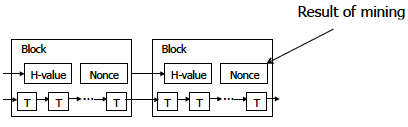 Result of mining
Block
Block
H-value Nonce
H-value Nonce
T T ... T
T T ... T